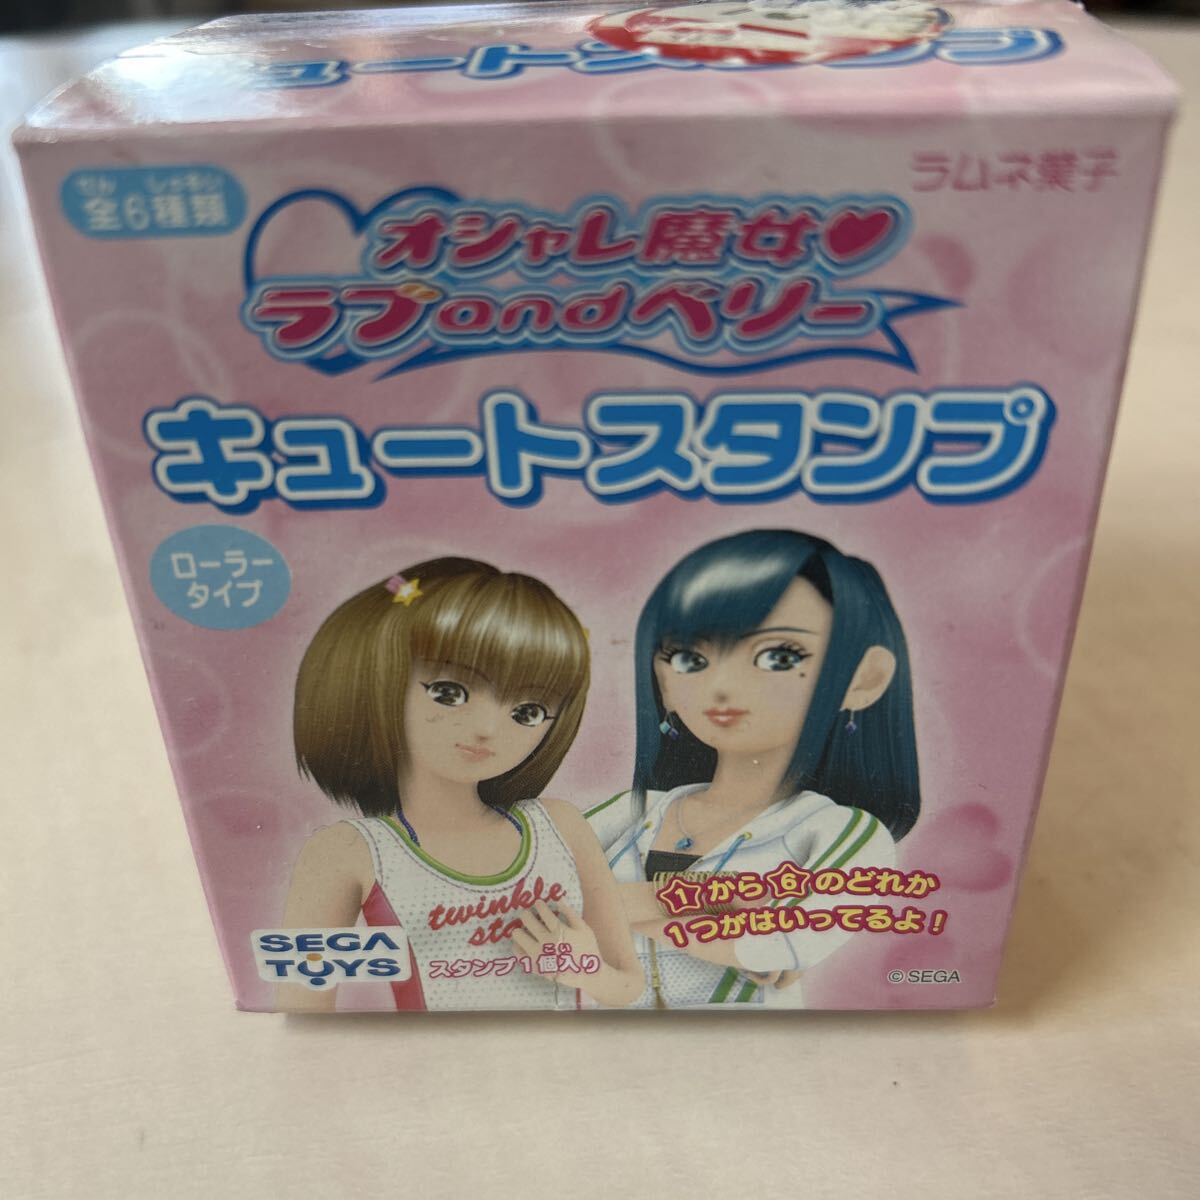 キュートスタンプ
ぜん しゅるい
全6種類
ラムネ菓子
オシャレ魔女♥
ラブandベリー
キュートスタンプ
ローラー
タイプ
twinkle
sta
1から6のどれか
1つがはいってるよ！
SEGA
TOYS
こい
スタンプ1個入り
© SEGA